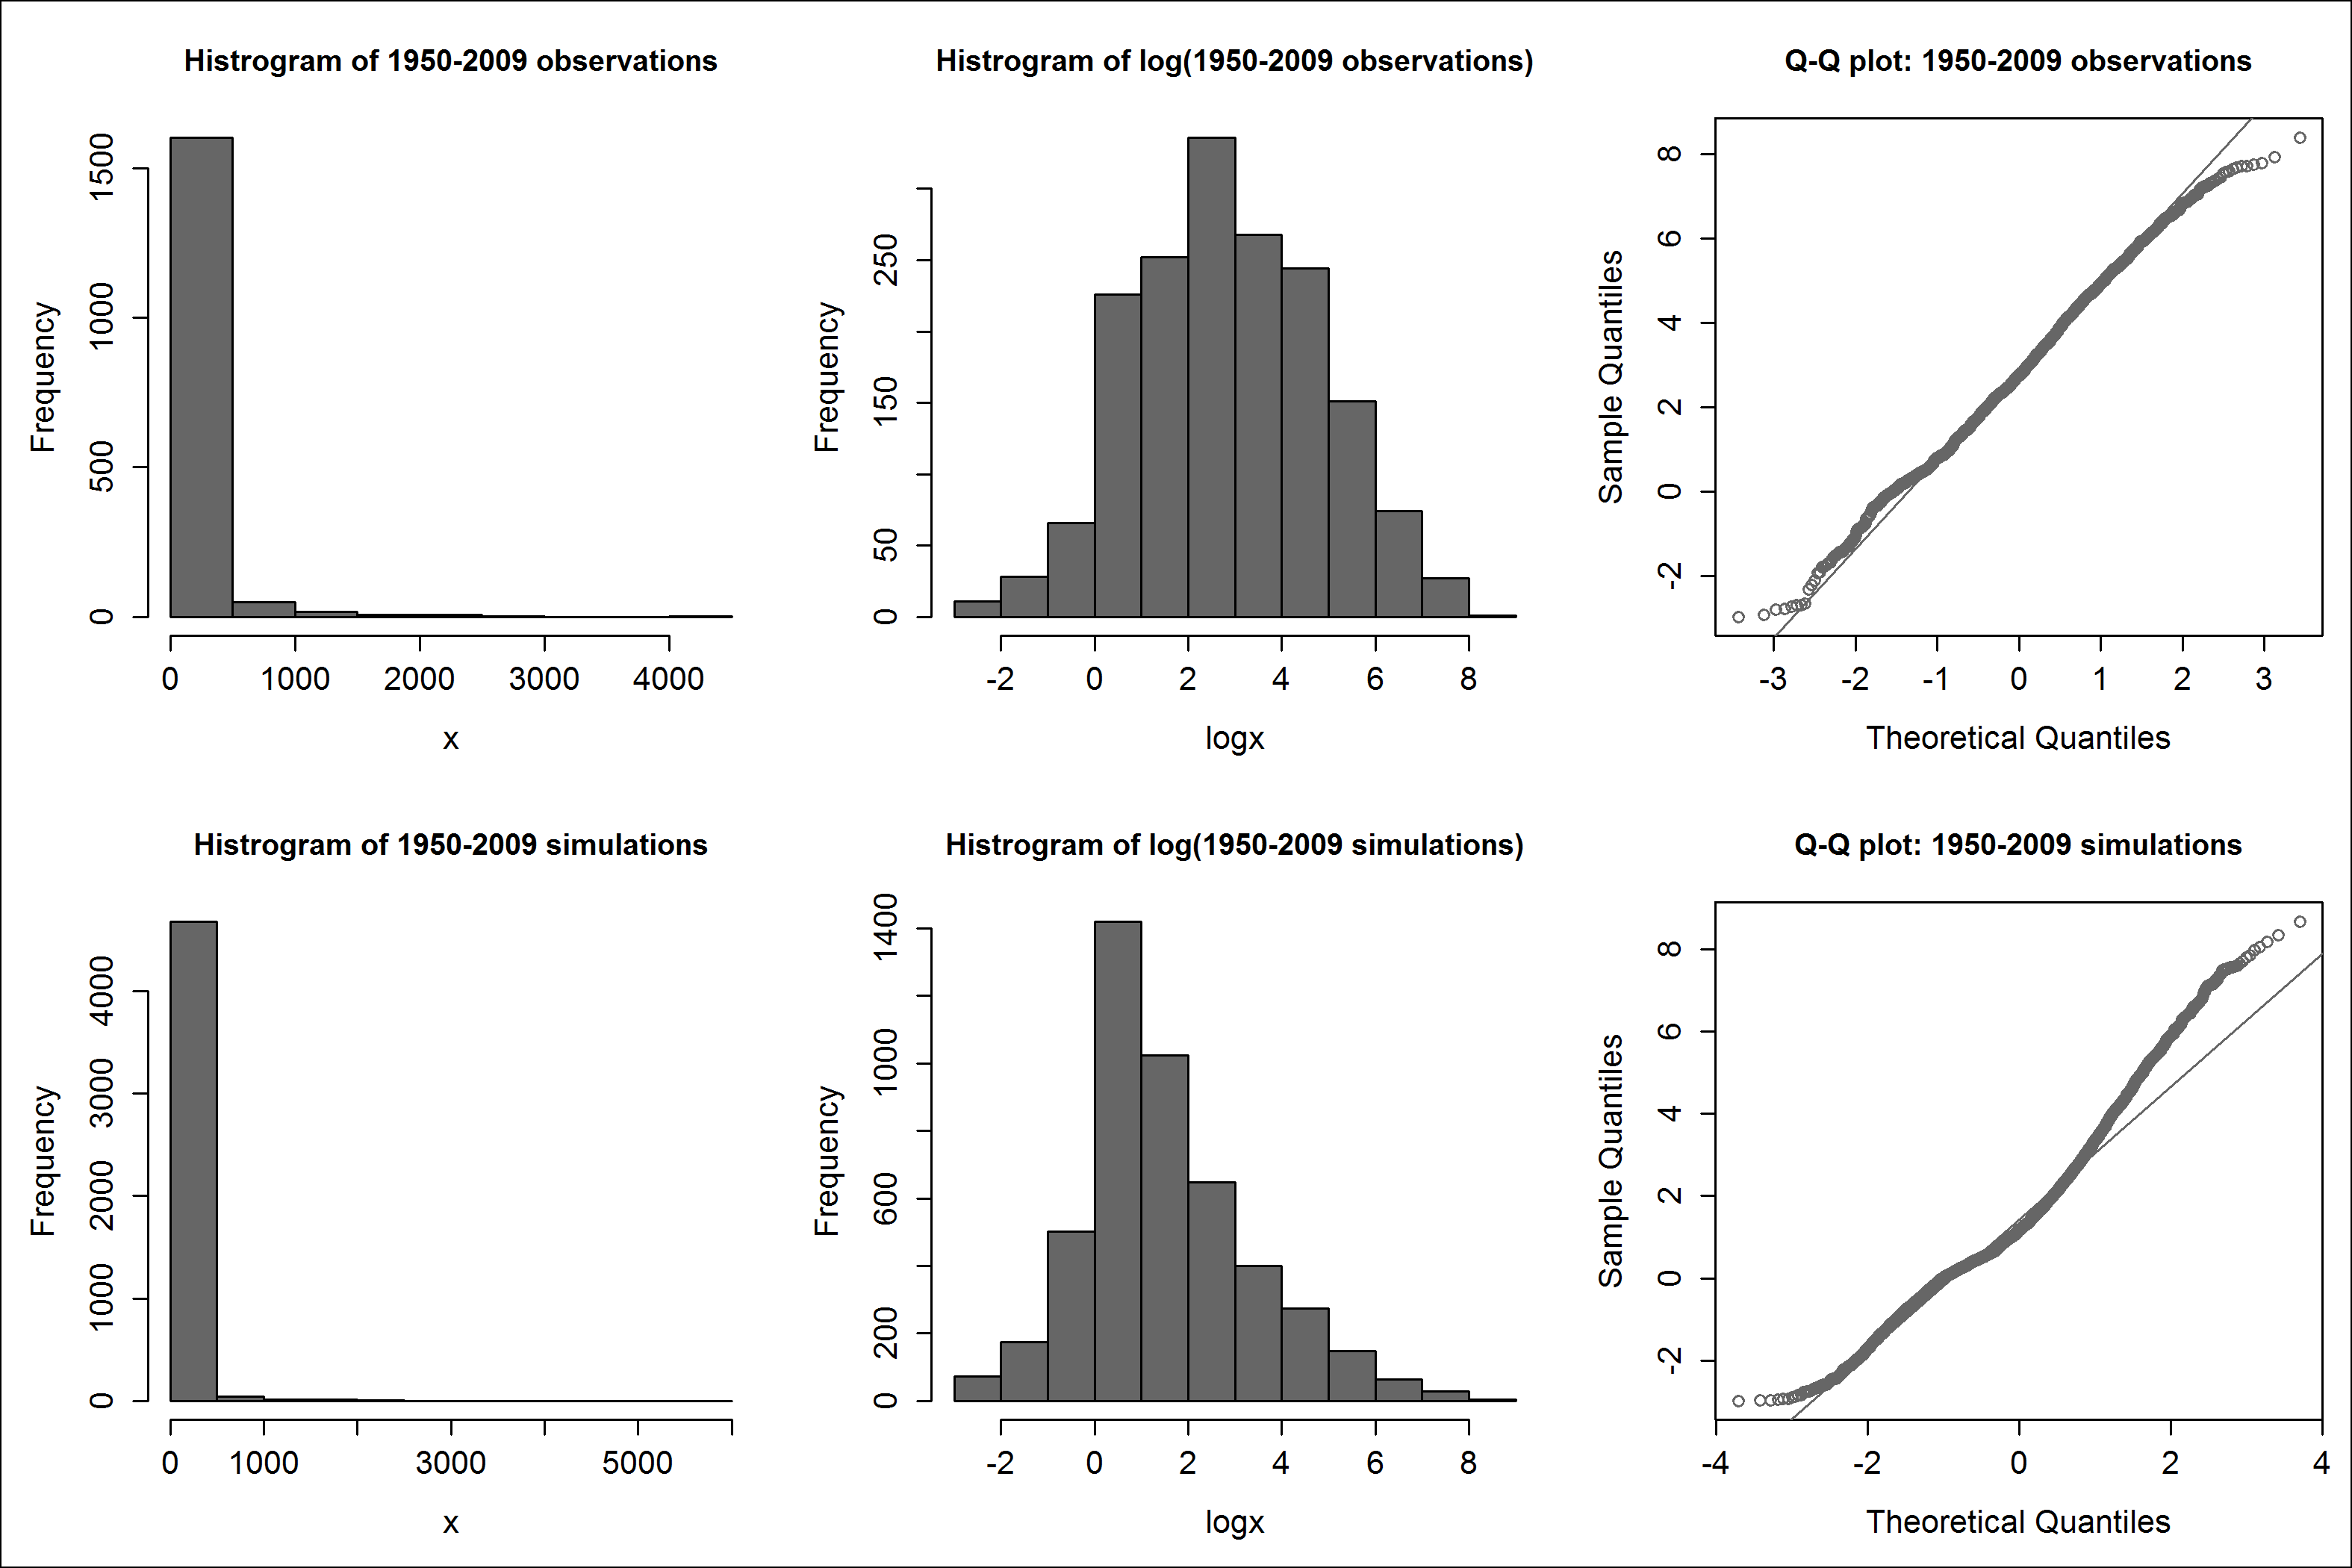 Histrogram of 1950-2009 observations
Frequency
0 500 1000 1500
0 1000 2000 3000 4000
x
Histrogram of log(1950-2009 observations)
Frequency
0 50 150 250
-2 0 2 4 6 8
logx
Q-Q plot: 1950-2009 observations
Sample Quantiles
-2 0 2 4 6 8
-3 -2 -1 0 1 2 3
Theoretical Quantiles
Histrogram of 1950-2009 simulations
Frequency
0 1000 2000 3000 4000
0 1000 3000 5000
x
Histrogram of log(1950-2009 simulations)
Frequency
0 200 600 1000 1400
-2 0 2 4 6 8
logx
Q-Q plot: 1950-2009 simulations
Sample Quantiles
-2 0 2 4 6 8
-4 -2 0 2 4
Theoretical Quantiles